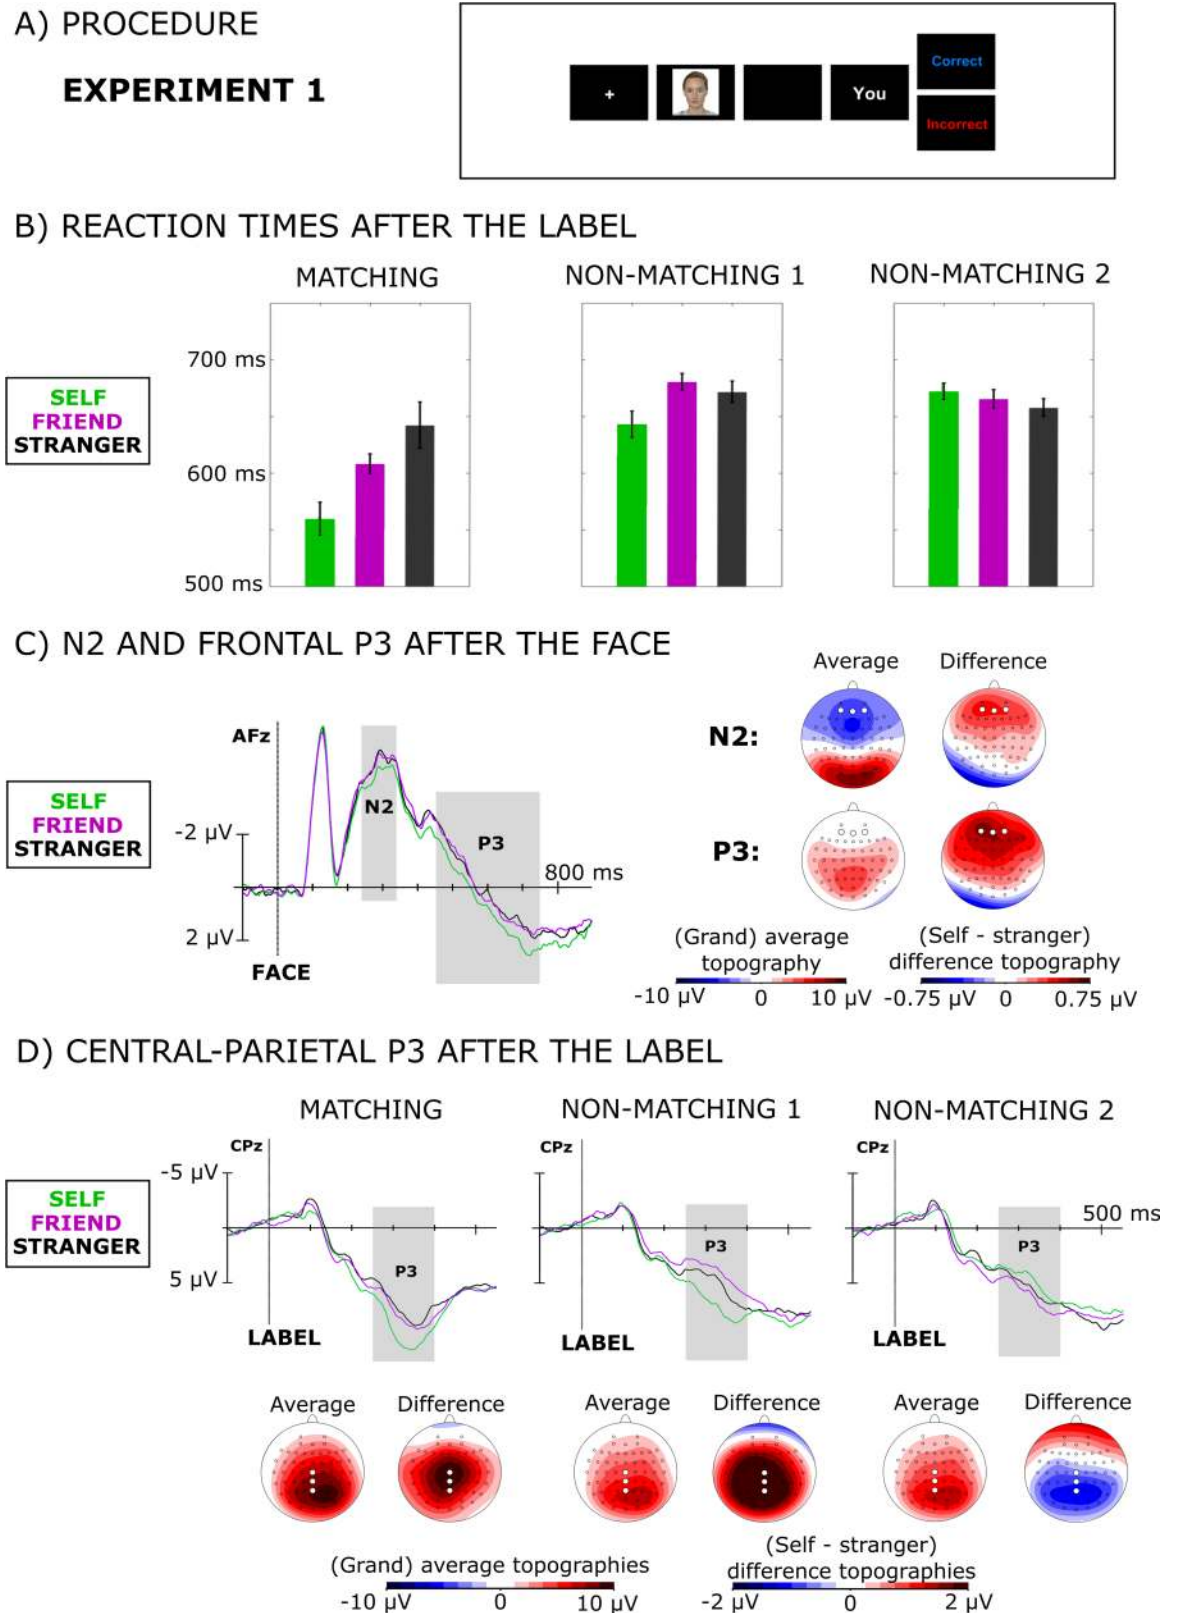 A) PROCEDURE
EXPERIMENT 1
+
You
Correct
Incorrect
B) REACTION TIMES AFTER THE LABEL
MATCHING
NON-MATCHING 1
NON-MATCHING 2
700 ms
600 ms
500 ms
SELF
FRIEND
STRANGER
C) N2 AND FRONTAL P3 AFTER THE FACE
Average
Difference
AFz
N2
P3
-2 µV
2 µV
800 ms
FACE
SELF
FRIEND
STRANGER
N2:
P3:
(Grand) average
topography
-10 µV
0
10 µV
(Self - stranger)
difference topography
-0.75 µV
0
0.75 µV
D) CENTRAL-PARIETAL P3 AFTER THE LABEL
MATCHING
NON-MATCHING 1
NON-MATCHING 2
SELF
FRIEND
STRANGER
CPz
-5 µV
5 µV
P3
LABEL
CPz
P3
LABEL
CPz
500 ms
P3
LABEL
Average
Difference
Average
Difference
Average
Difference
(Grand) average topographies
-10 µV
0
10 µV
(Self - stranger)
difference topographies
-2 µV
0
2 µV